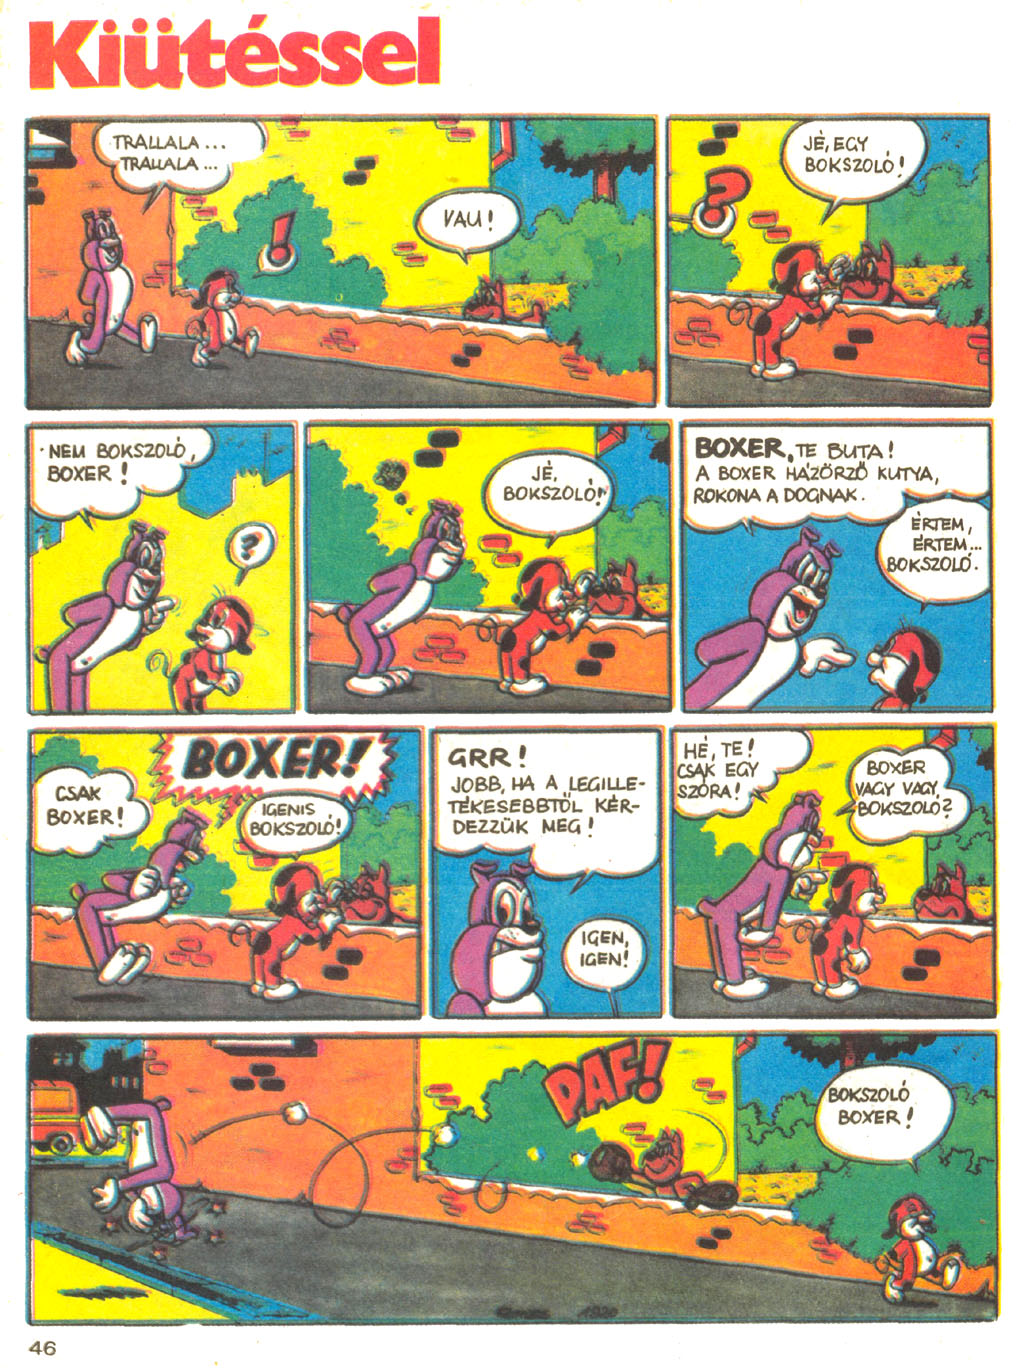 Kiütéssel
TRALLALA...
TRALLALA...
!
VAU!
?
JÉ, EGY
BOKSZOLÓ!
NEM BOKSZOLÓ,
BOXER!
?
JÉ,
BOKSZOLÓ!
BOXER, TE BUTA!
A BOXER HÁZŐRZŐ KUTYA,
ROKONA A DOGNAK.
ÉRTEM,
ÉRTEM...
BOKSZOLÓ.
CSAK
BOXER!
BOXER!
IGENIS
BOKSZOLÓ!
GRR!
JOBB, HA A LEGILLE-
TÉKESEBBTŐL KÉR-
DEZZÜK MEG!
IGEN,
IGEN!
HÉ, TE!
CSAK EGY
SZÓRA!
BOXER
VAGY VAGY,
BOKSZOLÓ?
PAF!
BOKSZOLÓ
BOXER!
46